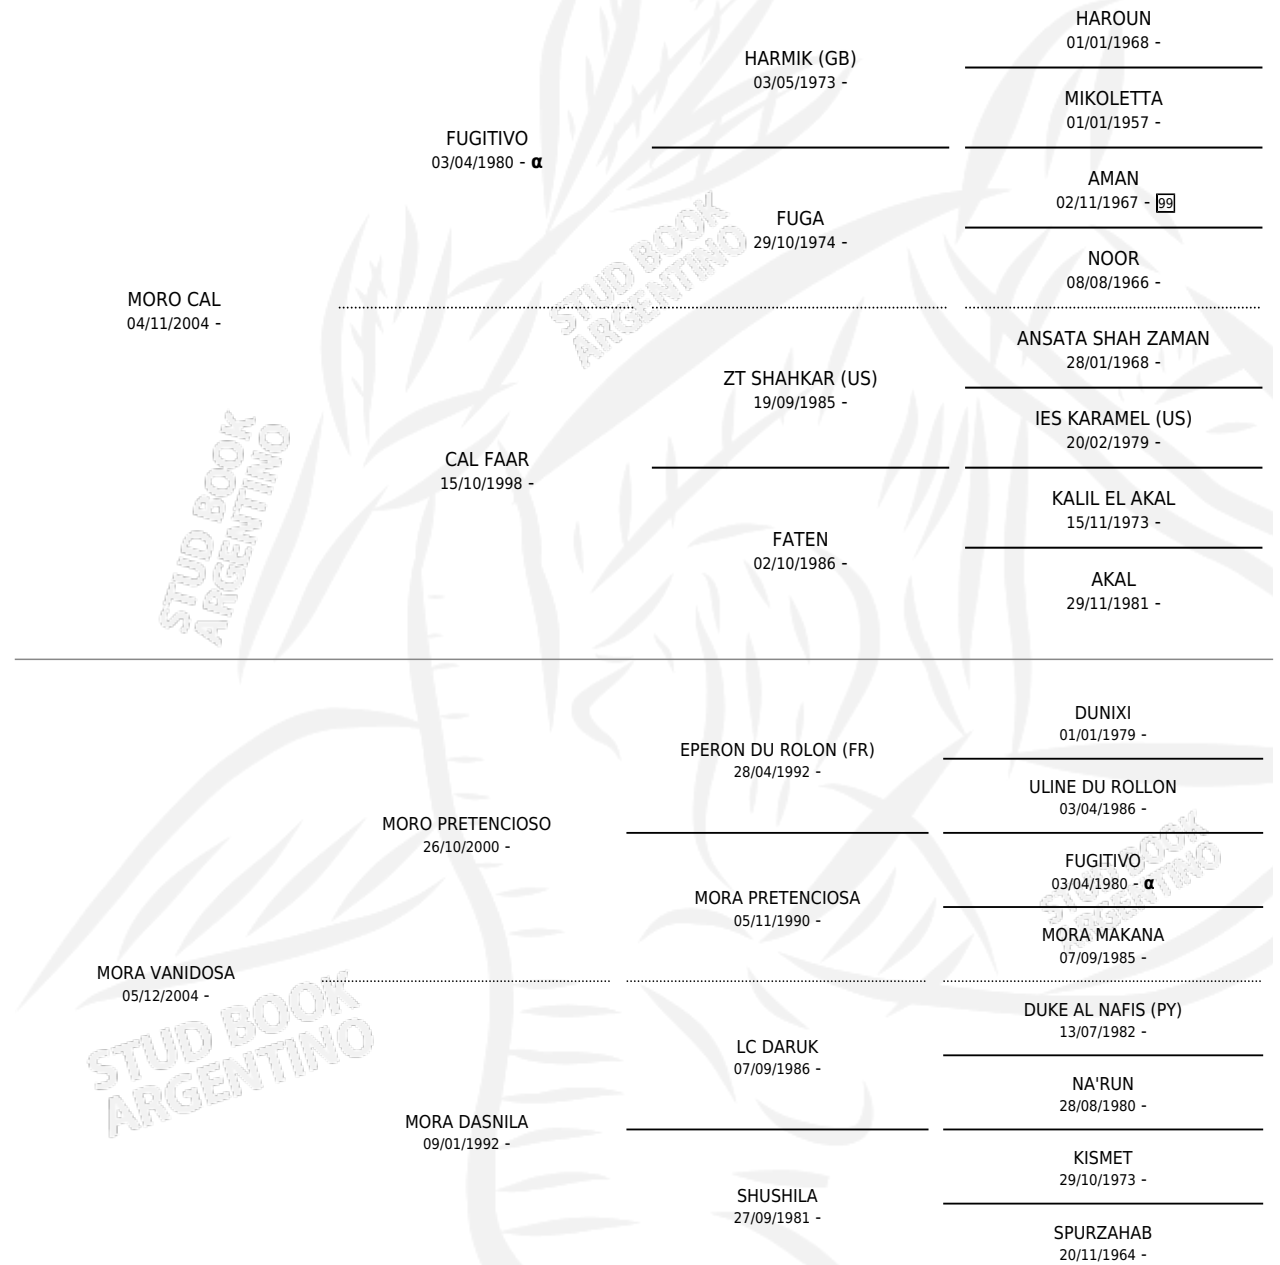 HAROUN
01/01/1968 -
HARMIK (GB)
03/05/1973 -
MIKOLETTA
01/01/1957 -
FUGITIVO
03/04/1980 - α
AMAN
02/11/1967 - 99
FUGA
29/10/1974 -
NOOR
08/08/1966 -
MORO CAL
04/11/2004 -
ANSATA SHAH ZAMAN
28/01/1968 -
ZT SHAHKAR (US)
19/09/1985 -
IES KARAMEL (US)
20/02/1979 -
CAL FAAR
15/10/1998 -
KALIL EL AKAL
15/11/1973 -
FATEN
02/10/1986 -
AKAL
29/11/1981 -
DUNIXI
01/01/1979 -
EPERON DU ROLON (FR)
28/04/1992 -
ULINE DU ROLLON
03/04/1986 -
MORO PRETENCIOSO
26/10/2000 -
FUGITIVO
03/04/1980 - α
MORA PRETENCIOSA
05/11/1990 -
MORA MAKANA
07/09/1985 -
MORA VANIDOSA
05/12/2004 -
DUKE AL NAFIS (PY)
13/07/1982 -
LC DARUK
07/09/1986 -
NA'RUN
28/08/1980 -
MORA DASNILA
09/01/1992 -
KISMET
29/10/1973 -
SHUSHILA
27/09/1981 -
SPURZAHAB
20/11/1964 -
STUD BOOK
ARGENTINO
STUD BOOK
ARGENTINO
STUD BOOK
ARGENTINO
STUD BOOK
ARGENTINO